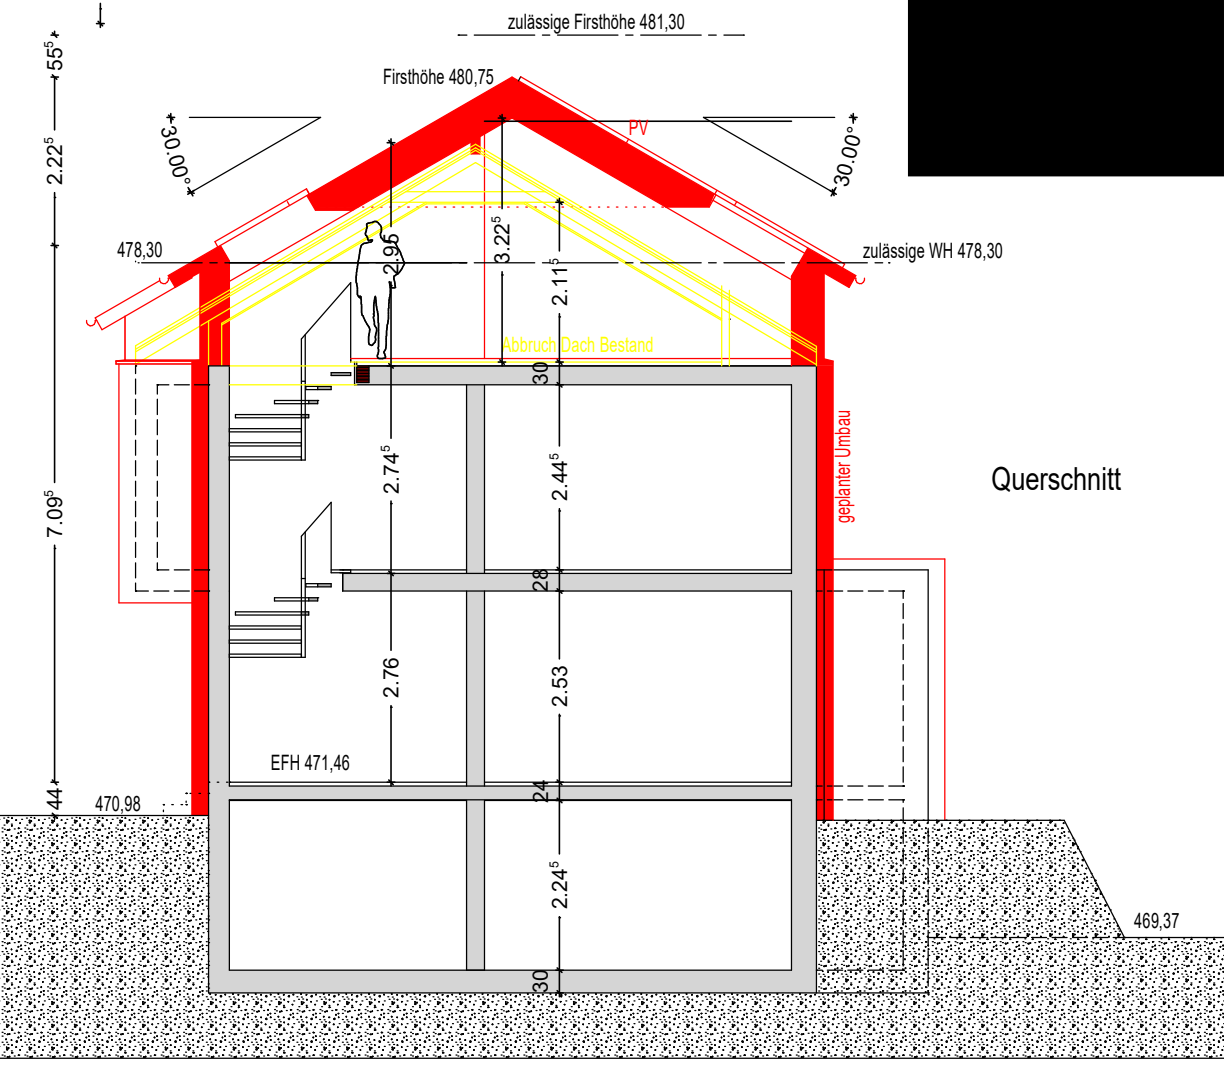 zulässige Firsthöhe 481,30
55⁵
Firsthöhe 480,75
30.00°
PV
30.00°
2.22⁵
478,30
2.95
3.22⁵
2.11⁵
zulässige WH 478,30
Abbruch Dach Bestand
30
geplanter Umbau
2.74⁵
2.44⁵
Querschnitt
7.09⁵
28
2.76
2.53
EFH 471,46
44
470,98
24
2.24⁵
469,37
30